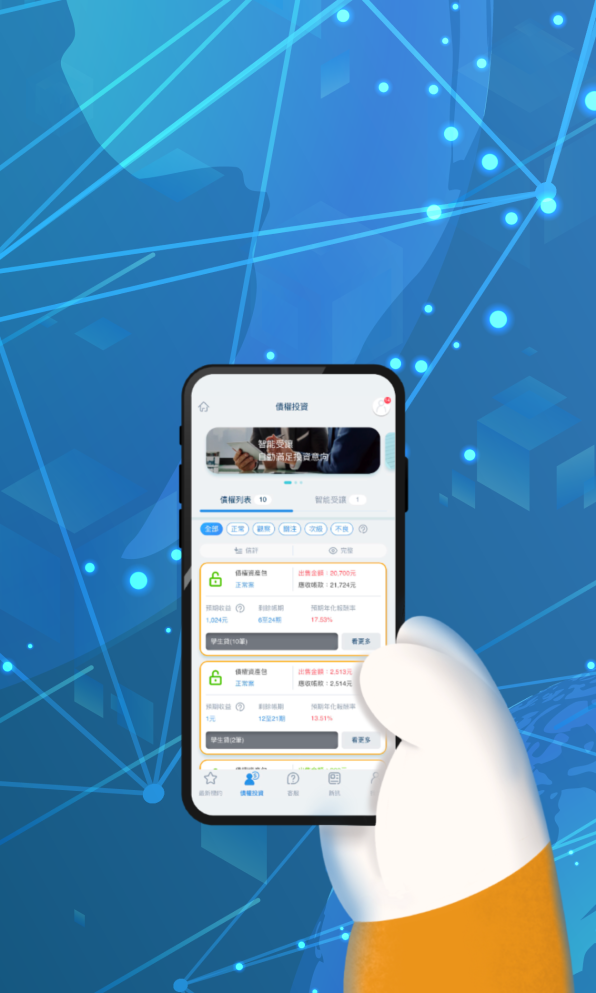 債權投資
智能受讓
自動滿足投資意向
債權列表 10
智能受讓 1
全部 正常 觀察 關注 次級 不良
債權資產包
正常案
出售金額：20,700元
應收帳款：21,724元
預期收益
剩餘帳期
預期年化報酬率
1,024元
6至24期
17.53%
學生貸(10筆)
看更多
債權資產包
正常案
出售金額：2,513元
應收帳款：2,514元
預期收益
剩餘帳期
預期年化報酬率
1元
12至21期
13.51%
學生貸(2筆)
看更多
債權投資
客服